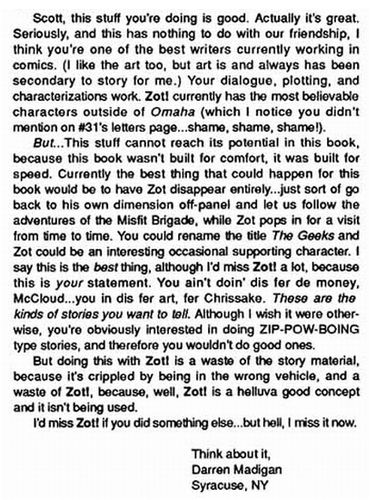 Scott, this stuff you're doing is good. Actually it's great.
Seriously, and this has nothing to do with our friendship, I
think you're one of the best writers currently working in
comics. (I like the art too, but art is and always has been
secondary to story for me.) Your dialogue, plotting, and
characterizations work. Zot! currently has the most believable
characters outside of Omaha (which I notice you didn't
mention on #31's letters page...shame, shame, shame!).
But...This stuff cannot reach its potential in this book,
because this book wasn't built for comfort, it was built for
speed. Currently the best thing that could happen for this
book would be to have Zot disappear entirely...just sort of go
back to his own dimension off-panel and let us follow the
adventures of the Misfit Brigade, while Zot pops in for a visit
from time to time. You could rename the title The Geeks and
Zot could be an interesting occasional supporting character. I
say this is the best thing, although I'd miss Zot! a lot, because
this is your statement. You ain't doin' dis fer de money,
McCloud...you in dis fer art, fer Chrissake. These are the
kinds of stories you want to tell. Although I wish it were other-
wise, you're obviously interested in doing ZIP-POW-BOING
type stories, and therefore you wouldn't do good ones.
But doing this with Zot! is a waste of the story material,
because it's crippled by being in the wrong vehicle, and a
waste of Zot!, because, well, Zot! is a helluva good concept
and it isn't being used.
I'd miss Zot! if you did something else...but hell, I miss it now.
Think about it,
Darren Madigan
Syracuse, NY